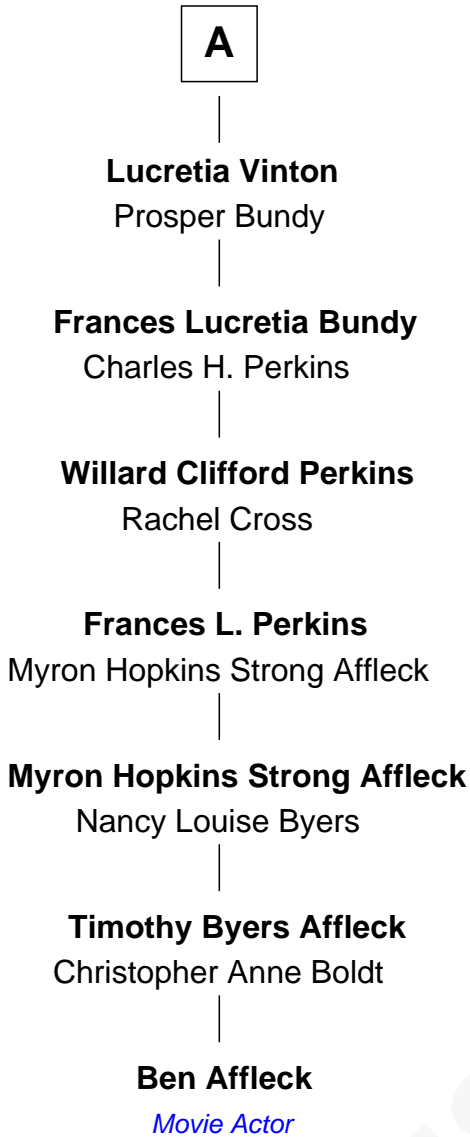 A
Lucretia Vinton
Prosper Bundy
Frances Lucretia Bundy
Charles H. Perkins
Willard Clifford Perkins
Rachel Cross
Frances L. Perkins
Myron Hopkins Strong Affleck
Myron Hopkins Strong Affleck
Nancy Louise Byers
Timothy Byers Affleck
Christopher Anne Boldt
Ben Affleck
Movie Actor